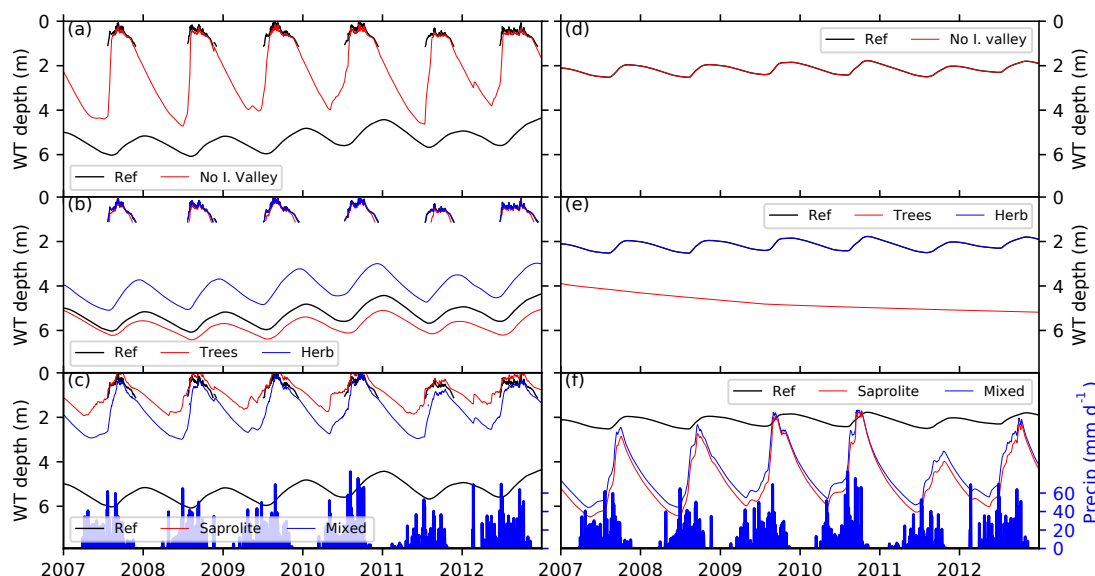 (a)
0
2
4
6
WT depth (m)
Ref
No I. Valley
(d)
0
2
4
6
WT depth (m)
Ref
No I. valley
(b)
0
2
4
6
WT depth (m)
Ref
Trees
Herb
(e)
0
2
4
6
WT depth (m)
Ref
Trees
Herb
(c)
0
2
4
6
WT depth (m)
Ref
Saprolite
Mixed
2007 2008 2009 2010 2011 2012
(f)
Ref
Saprolite
Mixed
60
40
20
0
Precip (mm d⁻¹)
2007 2008 2009 2010 2011 2012